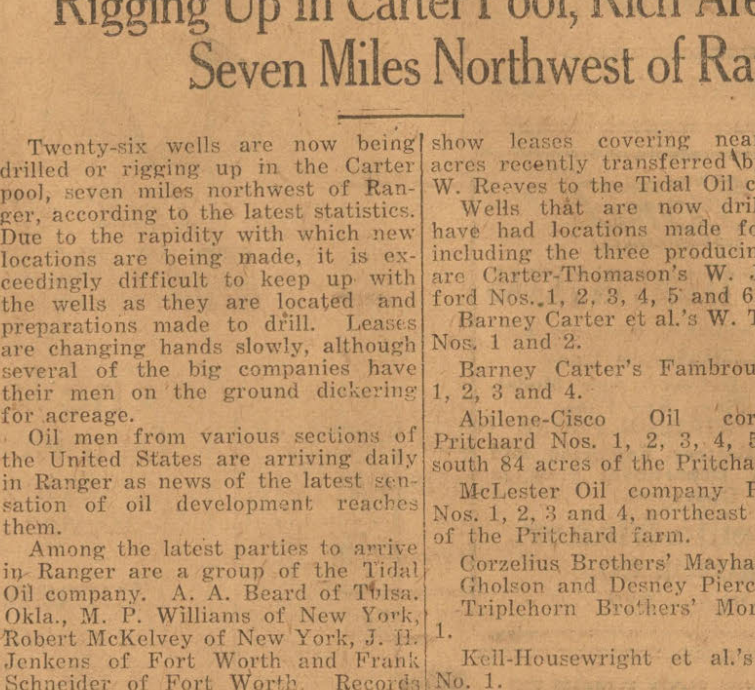 Rigging Up in Carter Pool, Rich
Seven Miles Northwest of
Twenty-six wells are now being
drilled or rigging up in the Carter
pool, seven miles northwest of Ran-
ger, according to the latest statistics.
Due to the rapidity with which new
locations are being made, it is ex-
ceedingly difficult to keep up with
the wells as they are located and
preparations made to drill. Leases
are changing hands slowly, although
several of the big companies have
their men on the ground dickering
for acreage.
Oil men from various sections of
the United States are arriving daily
in Ranger as news of the latest sen-
sation of oil development reaches
them.
Among the latest parties to arrive
in Ranger are a group of the Tidal
Oil company. A. A. Beard of Tulsa.
Okla., M. P. Williams of New York,
Robert McKelvey of New York, J. H.
Jenkens of Fort Worth and Frank
Schneider of Fort Worth. Records
show leases covering
acres recently transferred
W. Reeves to the Tidal Oil
Wells that are now
have had locations made
including the three
are Carter-Thomason's W.
ford Nos. 1, 2, 3, 4, 5 and 6
Barney Carter et al.'s W.
Nos. 1 and 2.
Barney Carter's
1, 2, 3 and 4.
Abilene-Cisco Oil
Pritchard Nos. 1, 2, 3, 4,
south 84 acres of the
McLester Oil company
Nos. 1, 2, 3 and 4, northeast
of the Pritchard farm.
Corzelius Brothers'
Gholson and Desney
Triplehorn Brothers'
1.
Kell-Housewright et al.'s
No. 1.